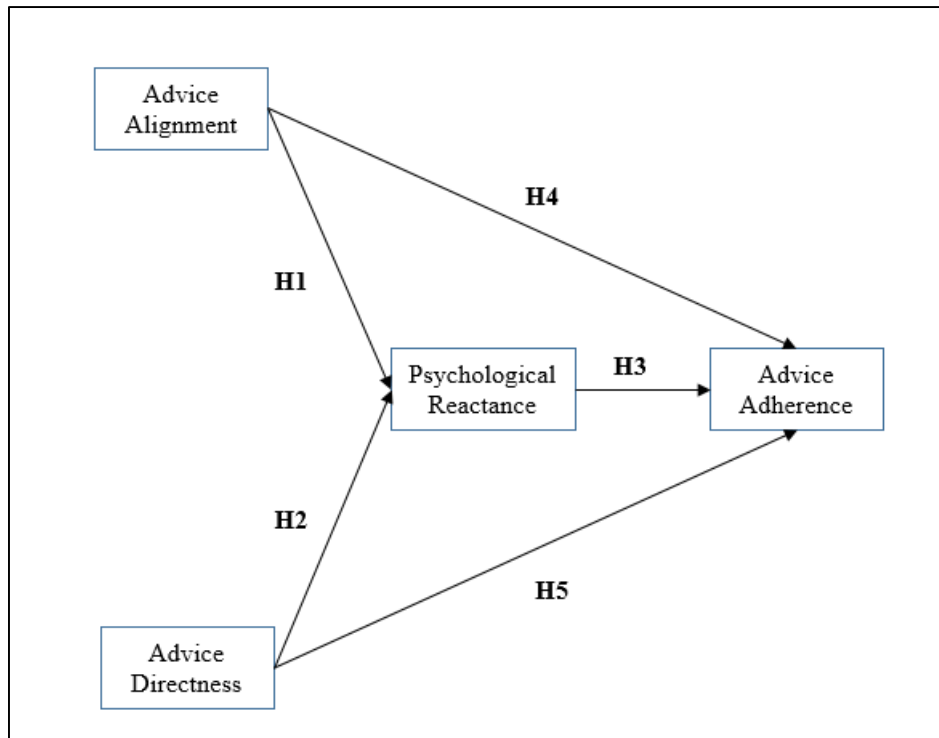 Advice
Alignment
H4
H1
Psychological
Reactance
H3
Advice
Adherence
H2
H5
Advice
Directness